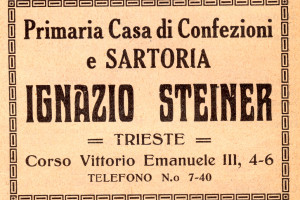 Primaria Casa di Confezioni
e SARTORIA
IGNAZIO STEINER
= TRIESTE =
Corso Vittorio Emanuele III, 4-6
TELEFONO N.o 7-40